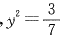 , y² = 3/7